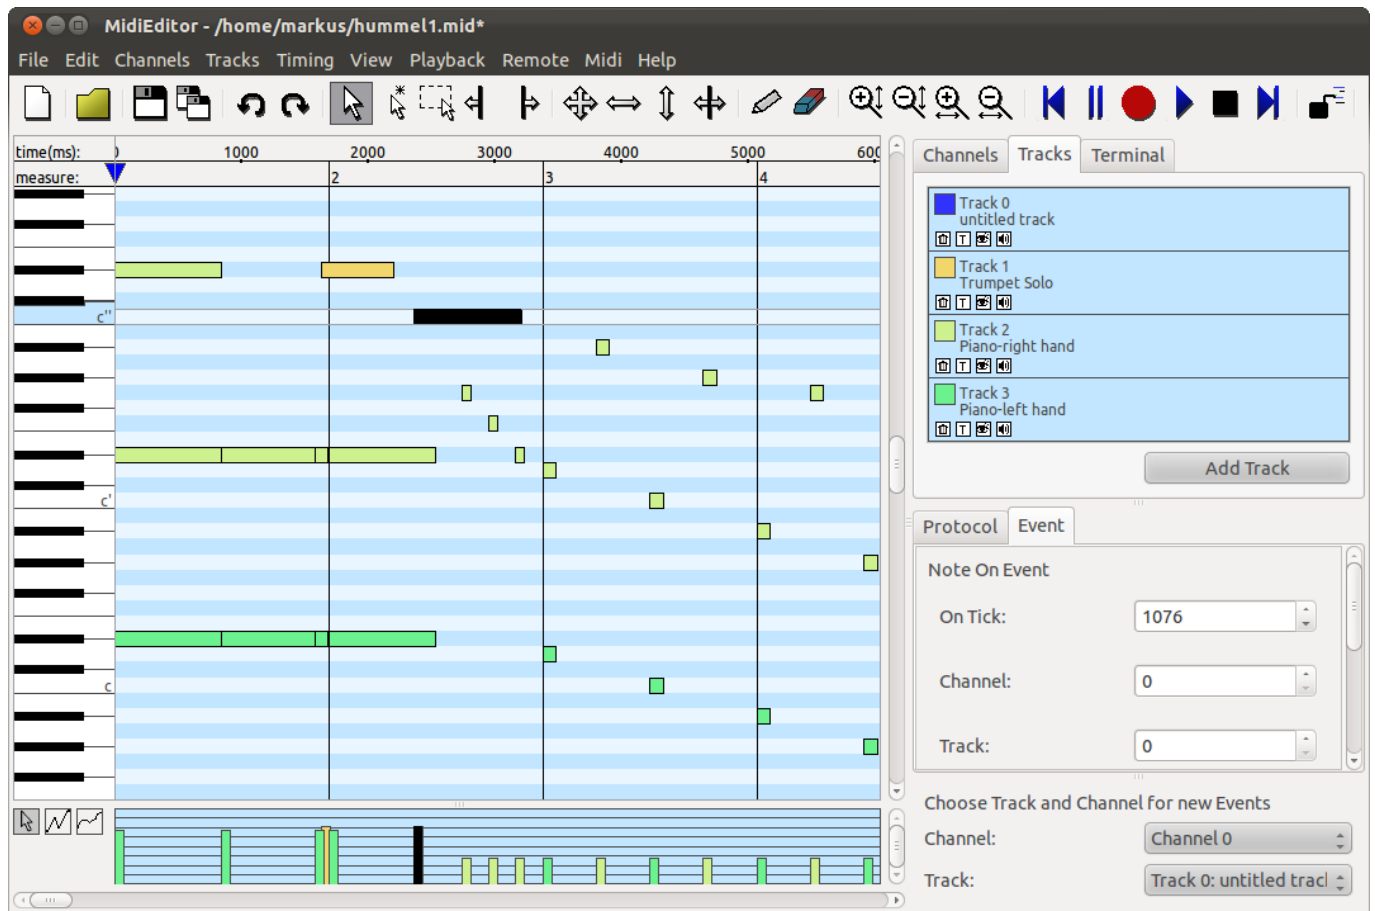 MidiEditor - /home/markus/hummel1.mid*
File Edit Channels Tracks Timing View Playback Remote Midi Help
time(ms): 1000 2000 3000 4000 5000
measure: 2 3 4
c''
c'
c
Channels Tracks Terminal
Track 0
untitled track
T
Track 1
Trumpet Solo
T
Track 2
Piano-right hand
T
Track 3
Piano-left hand
T
Add Track
Protocol Event
Note On Event
On Tick: 1076
Channel: 0
Track: 0
Choose Track and Channel for new Events
Channel: Channel 0
Track: Track 0: untitled trac